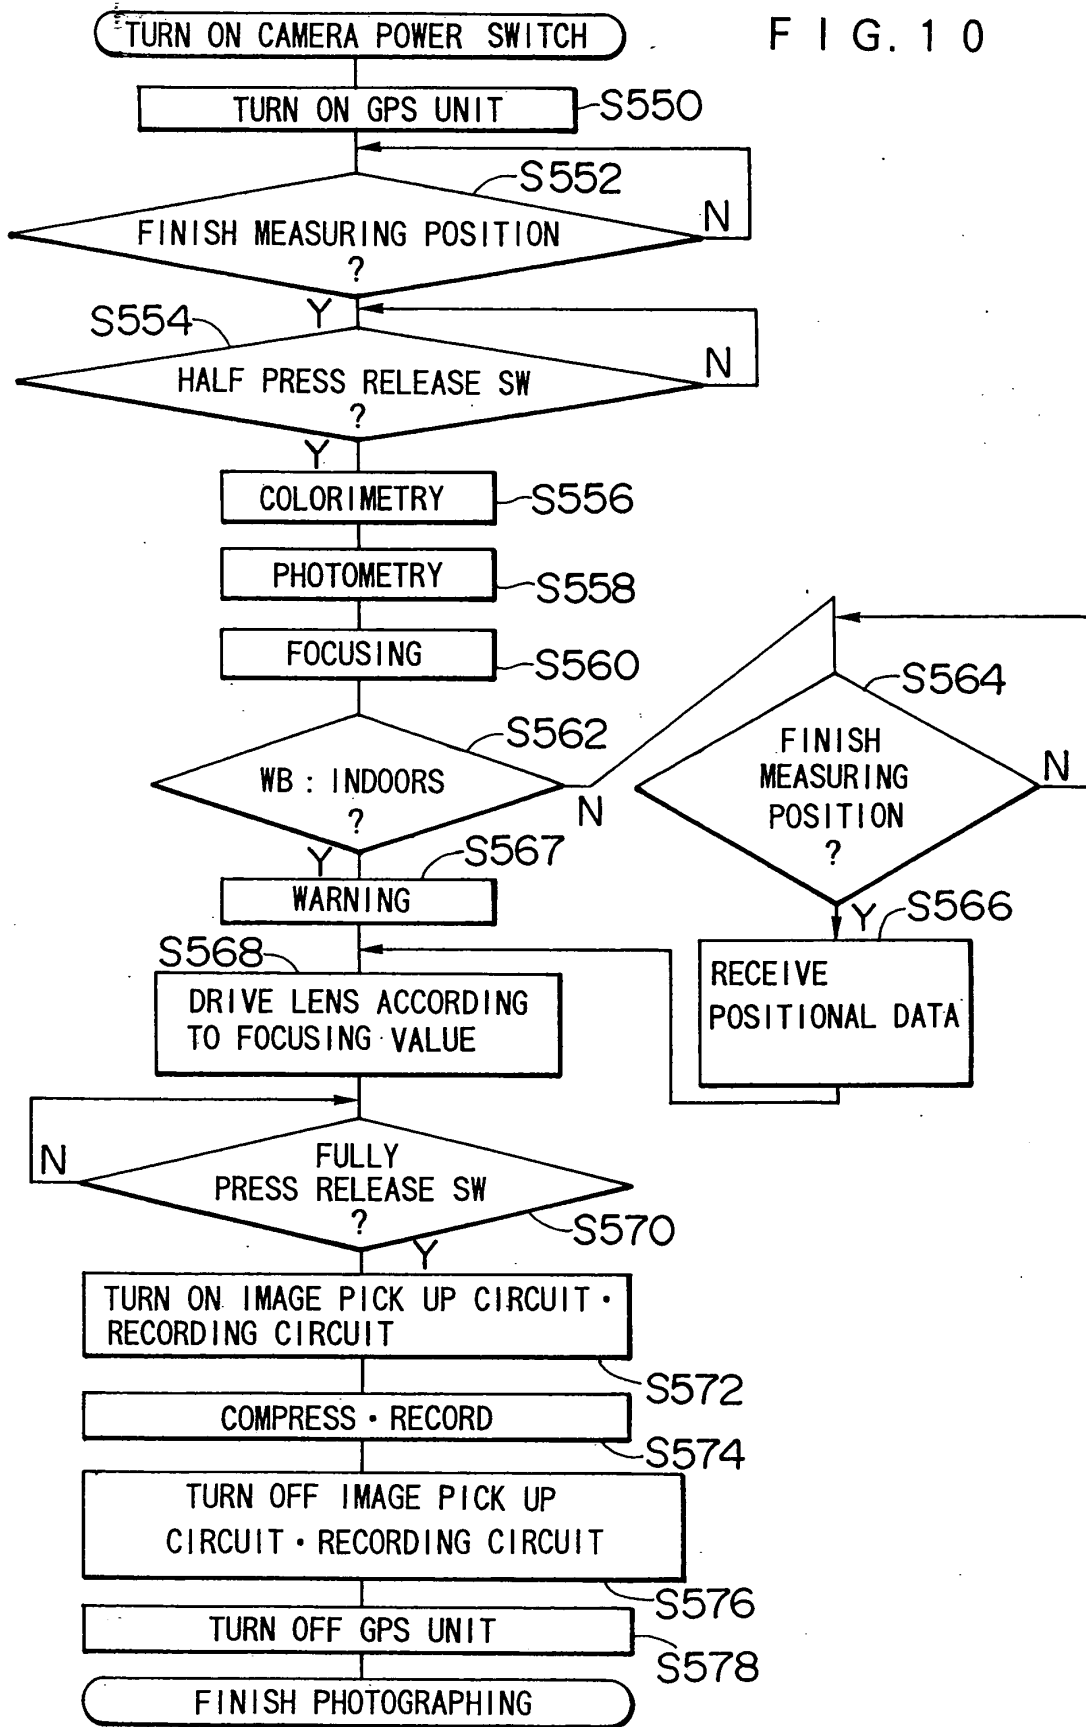 FIG. 10
TURN ON CAMERA POWER SWITCH
TURN ON GPS UNIT
S550
S552
FINISH MEASURING POSITION
?
N
Y
S554
HALF PRESS RELEASE SW
?
N
Y
COLORIMETRY
S556
PHOTOMETRY
S558
FOCUSING
S560
S562
WB : INDOORS
?
N
Y
S564
FINISH
MEASURING
POSITION
?
N
Y
S566
RECEIVE
POSITIONAL DATA
S567
WARNING
S568
DRIVE LENS ACCORDING
TO FOCUSING VALUE
N
FULLY
PRESS RELEASE SW
?
S570
Y
TURN ON IMAGE PICK UP CIRCUIT・
RECORDING CIRCUIT
S572
COMPRESS・RECORD
S574
TURN OFF IMAGE PICK UP
CIRCUIT・RECORDING CIRCUIT
S576
TURN OFF GPS UNIT
S578
FINISH PHOTOGRAPHING